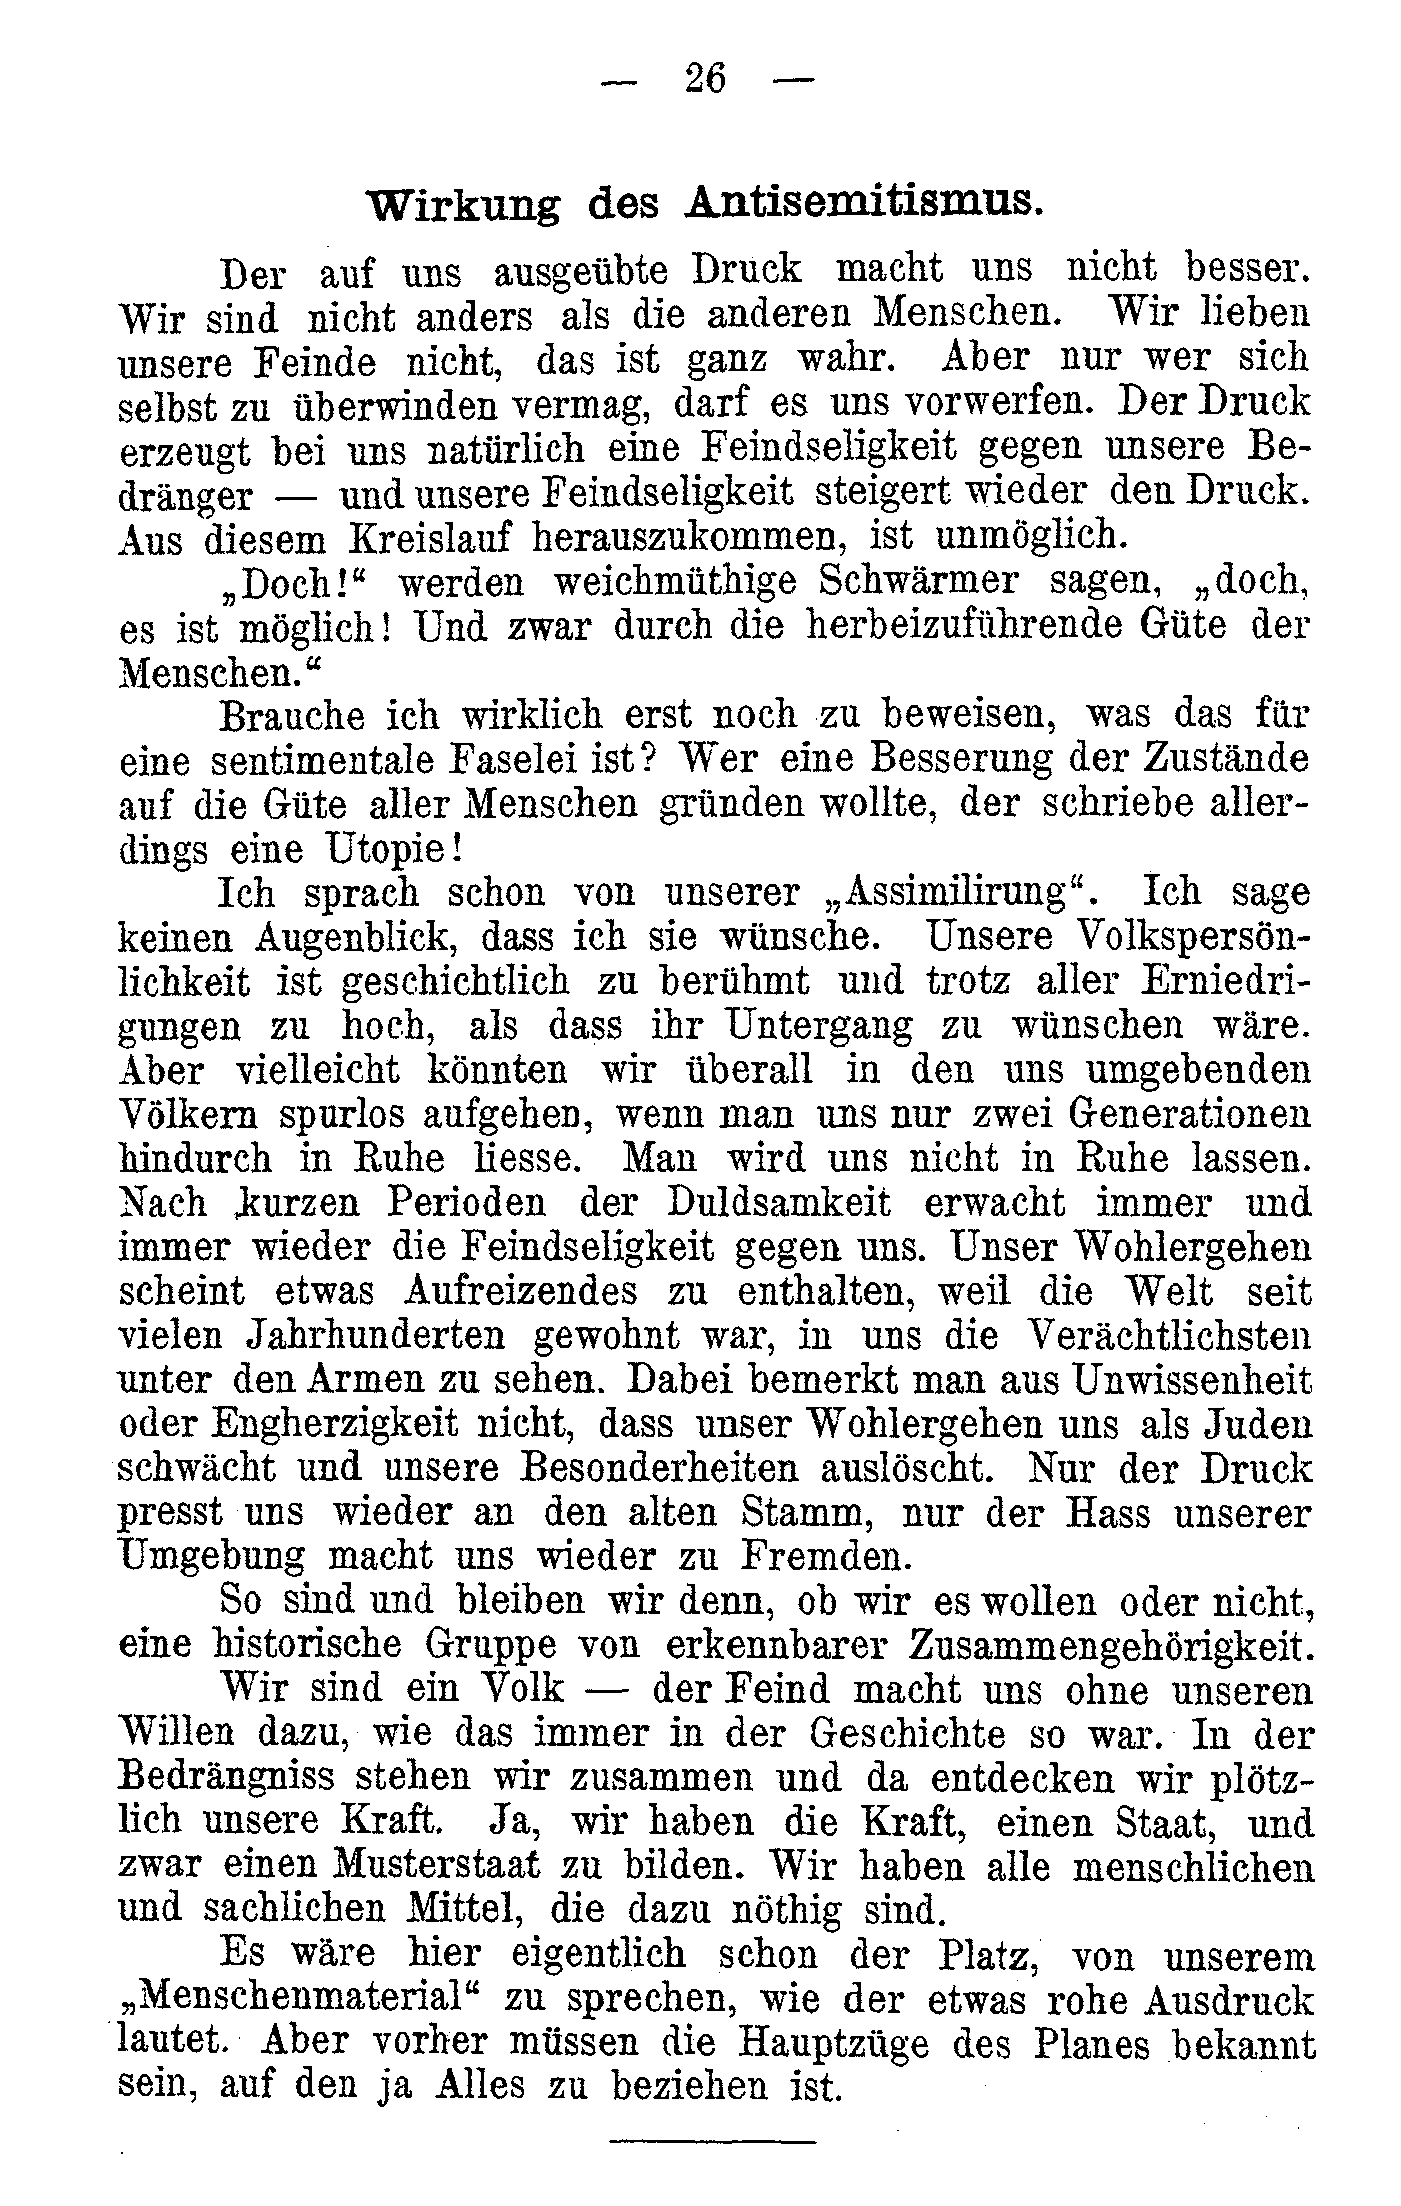 — 26 —
Wirkung des Antisemitismus.
Der auf uns ausgeübte Druck macht uns nicht besser.
Wir sind nicht anders als die anderen Menschen. Wir lieben
unsere Feinde nicht, das ist ganz wahr. Aber nur wer sich
selbst zu überwinden vermag, darf es uns vorwerfen. Der Druck
erzeugt bei uns natürlich eine Feindseligkeit gegen unsere Be-
dränger — und unsere Feindseligkeit steigert wieder den Druck.
Aus diesem Kreislauf herauszukommen, ist unmöglich.
„Doch!“ werden weichmüthige Schwärmer sagen, „doch,
es ist möglich! Und zwar durch die herbeizuführende Güte der
Menschen.“
Brauche ich wirklich erst noch zu beweisen, was das für
eine sentimentale Faselei ist? Wer eine Besserung der Zustände
auf die Güte aller Menschen gründen wollte, der schriebe aller-
dings eine Utopie!
Ich sprach schon von unserer „Assimilirung“. Ich sage
keinen Augenblick, dass ich sie wünsche. Unsere Volkspersön-
lichkeit ist geschichtlich zu berühmt und trotz aller Erniedri-
gungen zu hoch, als dass ihr Untergang zu wünschen wäre.
Aber vielleicht könnten wir überall in den uns umgebenden
Völkern spurlos aufgehen, wenn man uns nur zwei Generationen
hindurch in Ruhe liesse. Man wird uns nicht in Ruhe lassen.
Nach kurzen Perioden der Duldsamkeit erwacht immer und
immer wieder die Feindseligkeit gegen uns. Unser Wohlergehen
scheint etwas Aufreizendes zu enthalten, weil die Welt seit
vielen Jahrhunderten gewohnt war, in uns die Verächtlichsten
unter den Armen zu sehen. Dabei bemerkt man aus Unwissenheit
oder Engherzigkeit nicht, dass unser Wohlergehen uns als Juden
schwächt und unsere Besonderheiten auslöscht. Nur der Druck
presst uns wieder an den alten Stamm, nur der Hass unserer
Umgebung macht uns wieder zu Fremden.
So sind und bleiben wir denn, ob wir es wollen oder nicht,
eine historische Gruppe von erkennbarer Zusammengehörigkeit.
Wir sind ein Volk — der Feind macht uns ohne unseren
Willen dazu, wie das immer in der Geschichte so war. In der
Bedrängniss stehen wir zusammen und da entdecken wir plötz-
lich unsere Kraft. Ja, wir haben die Kraft, einen Staat, und
zwar einen Musterstaat zu bilden. Wir haben alle menschlichen
und sachlichen Mittel, die dazu nöthig sind.
Es wäre hier eigentlich schon der Platz, von unserem
„Menschenmaterial“ zu sprechen, wie der etwas rohe Ausdruck
lautet. Aber vorher müssen die Hauptzüge des Planes bekannt
sein, auf den ja Alles zu beziehen ist.